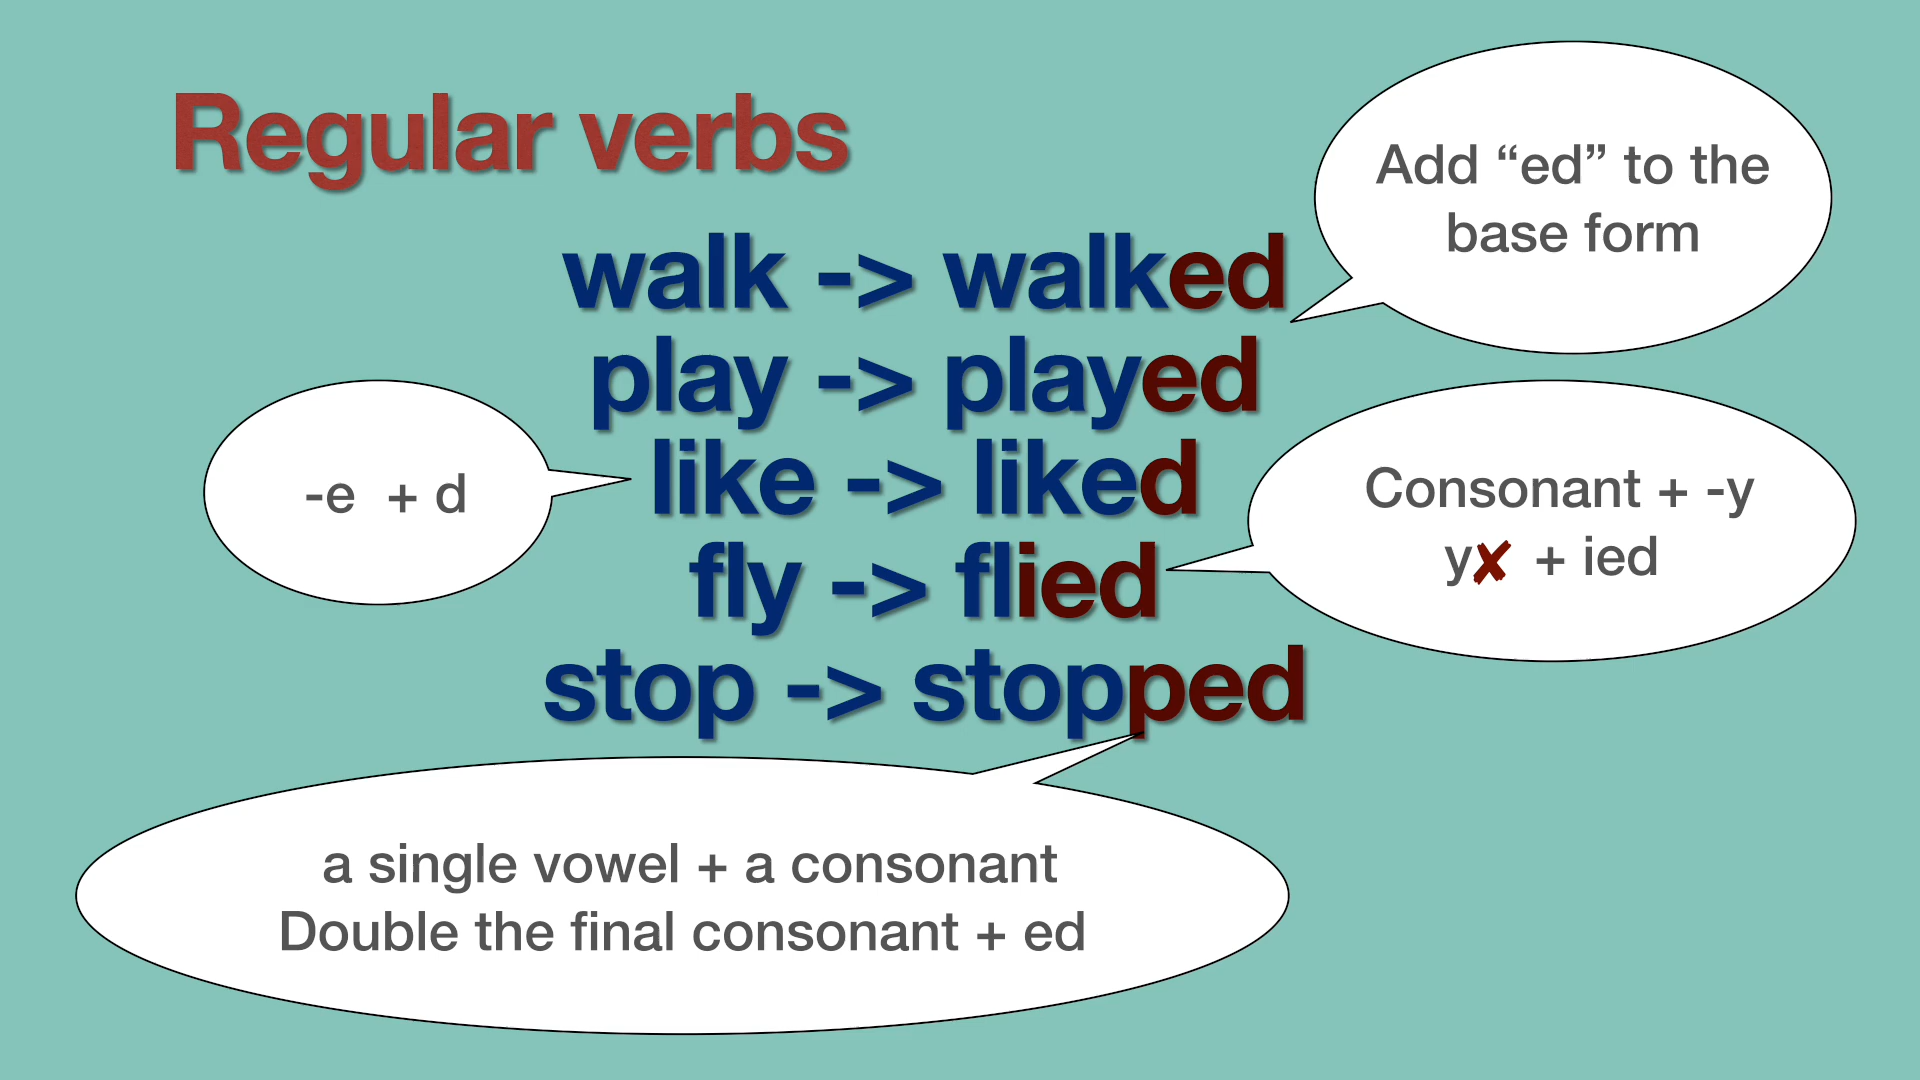 Regular verbs
Add “ed” to the
base form
walk -> walked
play -> played
like -> liked
-e + d
fly -> flied
Consonant + -y
y✘ + ied
stop -> stopped
a single vowel + a consonant
Double the final consonant + ed